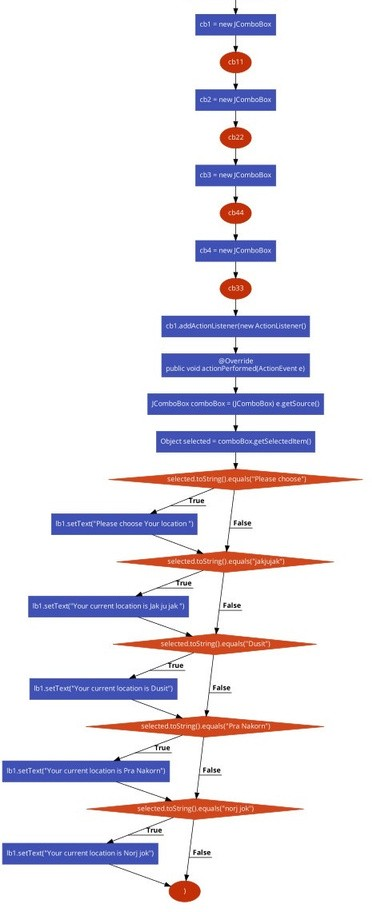 cb1 = new JComboBox
cb11
cb2 = new JComboBox
cb22
cb3 = new JComboBox
cb44
cb4 = new JComboBox
cb33
cb1.addActionListener(new ActionListener()
@Override
public void actionPerformed(ActionEvent e)
JComboBox comboBox = (JComboBox) e.getSource()
Object selected = comboBox.getSelectedItem()
selected.toString().equals("Please choose")
True
lb1.setText("Please choose Your location ")
False
selected.toString().equals("jakjujak")
True
lb1.setText("Your current location is Jak ju jak ")
False
selected.toString().equals("Dusit")
True
lb1.setText("Your current location is Dusit")
False
selected.toString().equals("Pra Nakorn")
True
lb1.setText("Your current location is Pra Nakorn")
False
selected.toString().equals("norj jok")
True
lb1.setText("Your current location is Norj jok")
False
)